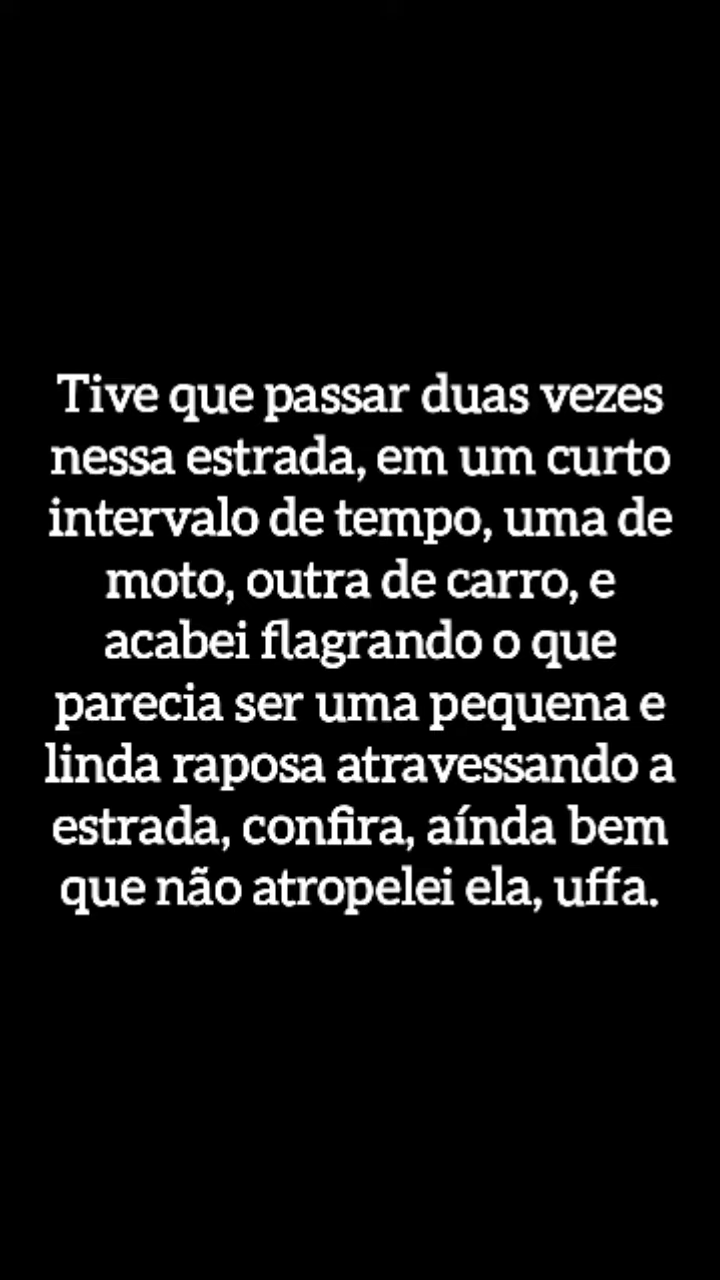 Tive que passar duas vezes
nessa estrada, em um curto
intervalo de tempo, uma de
moto, outra de carro, e
acabei flagrando o que
parecia ser uma pequena e
linda raposa atravessando a
estrada, confira, aínda bem
que não atropelei ela, uffa.